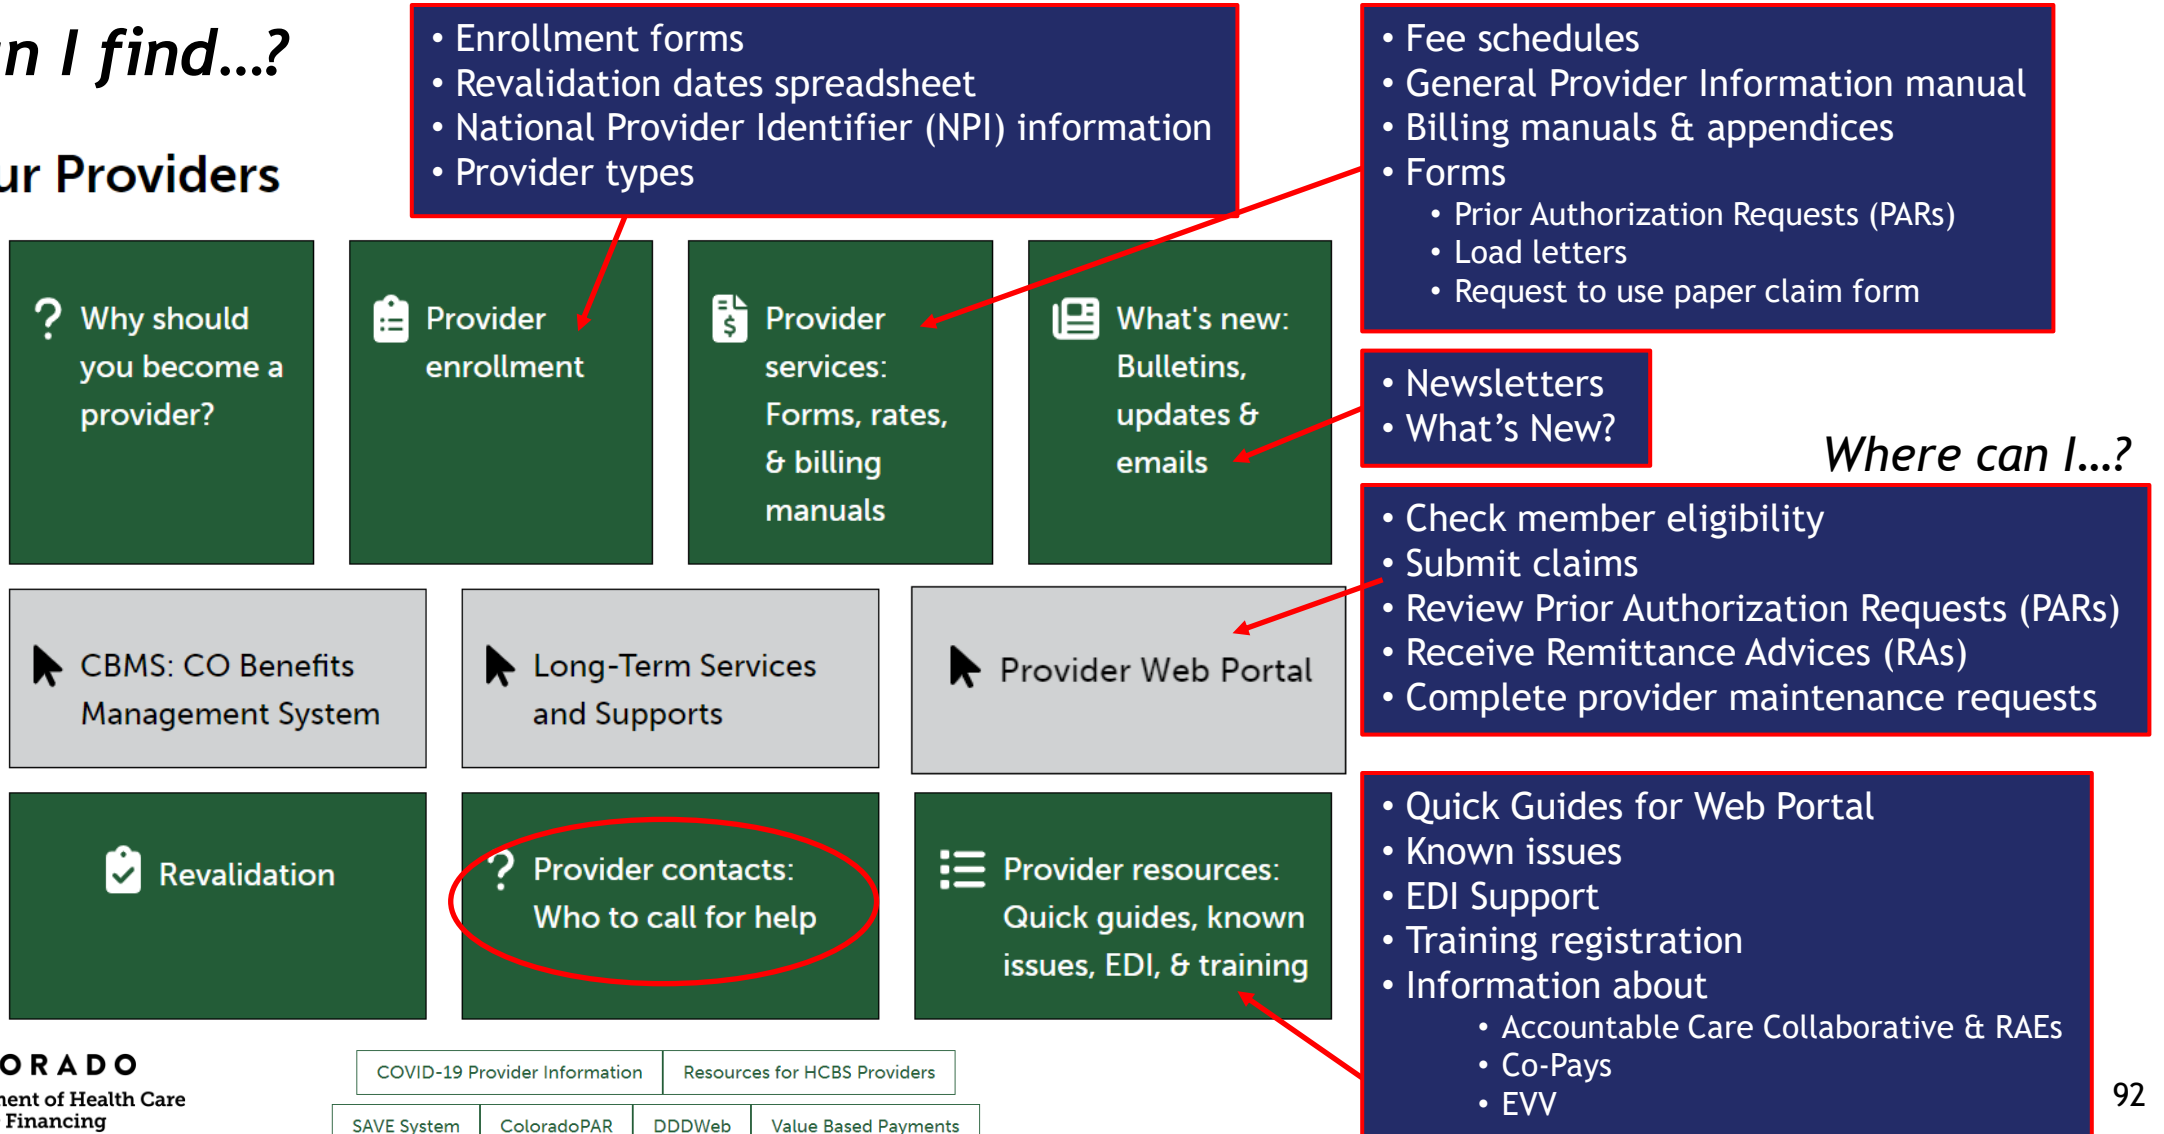 n I find…?
• Enrollment forms
• Revalidation dates spreadsheet
• National Provider Identifier (NPI) information
• Provider types
• Fee schedules
• General Provider Information manual
• Billing manuals & appendices
• Forms
• Prior Authorization Requests (PARs)
• Load letters
• Request to use paper claim form
ur Providers
? Why should
you become a
provider?
Provider
enrollment
Provider
services:
Forms, rates,
& billing
manuals
What's new:
Bulletins,
updates &
emails
• Newsletters
• What’s New?
Where can I…?
• Check member eligibility
• Submit claims
• Review Prior Authorization Requests (PARs)
• Receive Remittance Advices (RAs)
• Complete provider maintenance requests
CBMS: CO Benefits
Management System
Long-Term Services
and Supports
Provider Web Portal
Revalidation
? Provider contacts:
Who to call for help
Provider resources:
Quick guides, known
issues, EDI, & training
• Quick Guides for Web Portal
• Known issues
• EDI Support
• Training registration
• Information about
• Accountable Care Collaborative & RAEs
• Co-Pays
• EVV
ORADO
nent of Health Care
Financing
COVID-19 Provider Information
Resources for HCBS Providers
SAVE System
ColoradoPAR
DDDWeb
Value Based Payments
92